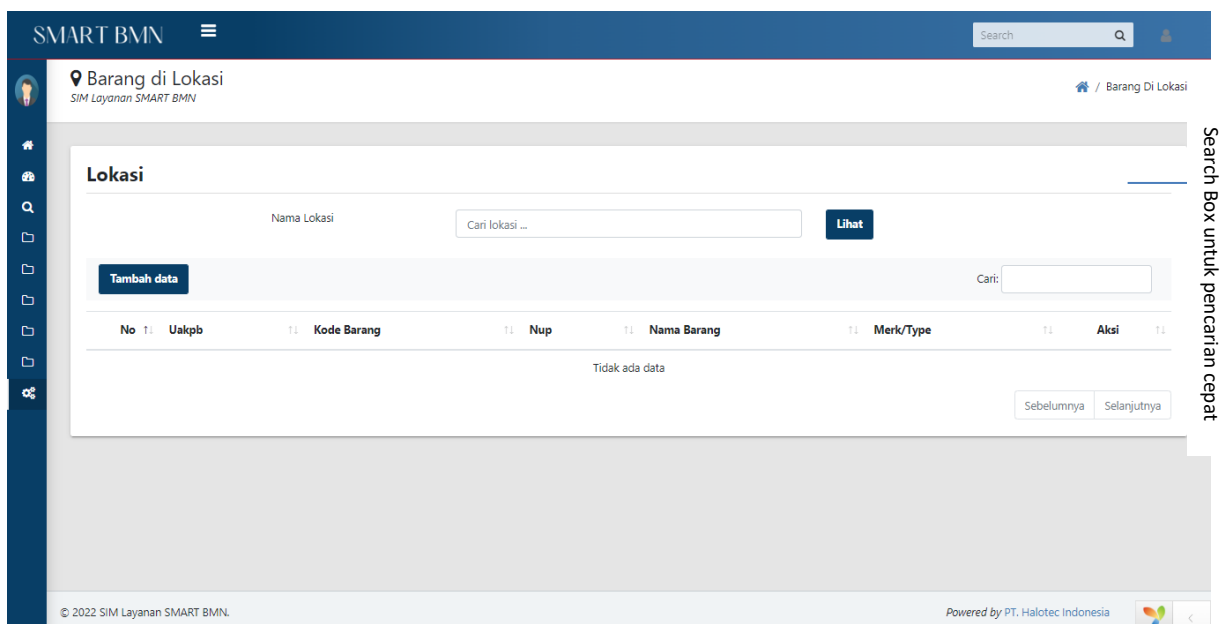 SMART BMN
Search
Barang di Lokasi
SIM Layanan SMART BMN
/ Barang Di Lokasi
Lokasi
Nama Lokasi
Cari lokasi ...
Lihat
Tambah data
Cari:
No Uakpb Kode Barang Nup Nama Barang Merk/Type Aksi
Tidak ada data
Sebelumnya Selanjutnya
Search Box untuk pencarian cepat
© 2022 SIM Layanan SMART BMN.
Powered by PT. Halotec Indonesia